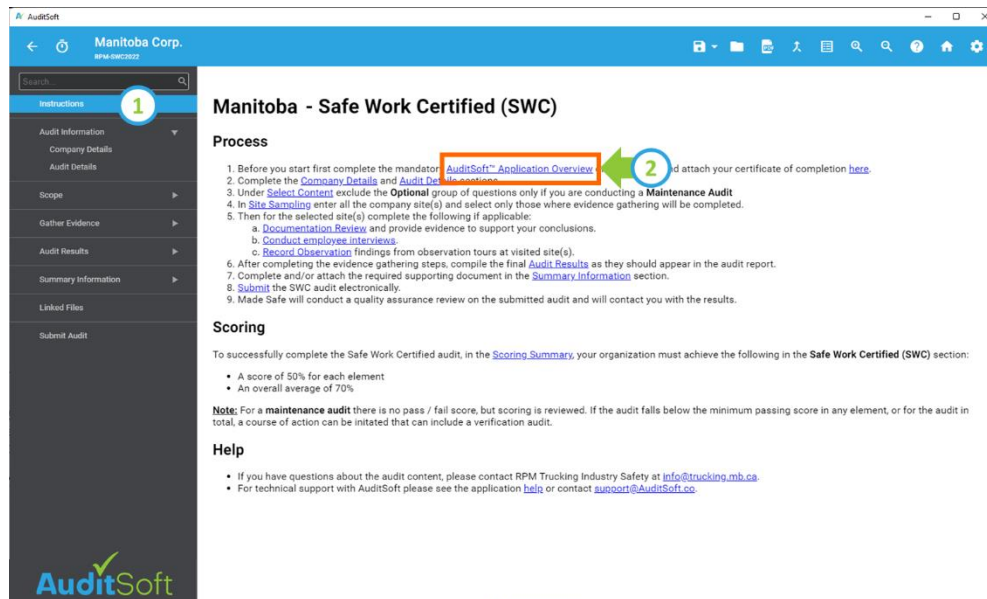 AuditSoft
Manitoba Corp.
RPM-SWC2022
Search...
Instructions
1
Audit Information
Company Details
Audit Details
Scope
Gather Evidence
Audit Results
Summary Information
Linked Files
Submit Audit
AuditSoft
Manitoba - Safe Work Certified (SWC)
Process
1. Before you start first complete the mandator AuditSoft™ Application Overview 2 nd attach your certificate of completion here.
2. Complete the Company Details and Audit Details sections.
3. Under Select Content exclude the Optional group of questions only if you are conducting a Maintenance Audit
4. In Site Sampling enter all the company site(s) and select only those where evidence gathering will be completed.
5. Then for the selected site(s) complete the following if applicable:
a. Documentation Review and provide evidence to support your conclusions.
b. Conduct employee interviews.
c. Record Observation findings from observation tours at visited site(s).
6. After completing the evidence gathering steps, compile the final Audit Results as they should appear in the audit report.
7. Complete and/or attach the required supporting document in the Summary Information section.
8. Submit the SWC audit electronically.
9. Made Safe will conduct a quality assurance review on the submitted audit and will contact you with the results.
Scoring
To successfully complete the Safe Work Certified audit, in the Scoring Summary, your organization must achieve the following in the Safe Work Certified (SWC) section:
• A score of 50% for each element
• An overall average of 70%
Note: For a maintenance audit there is no pass / fail score, but scoring is reviewed. If the audit falls below the minimum passing score in any element, or for the audit in
total, a course of action can be initated that can include a verification audit.
Help
• If you have questions about the audit content, please contact RPM Trucking Industry Safety at info@trucking.mb.ca.
• For technical support with AuditSoft please see the application help or contact support@AuditSoft.co.